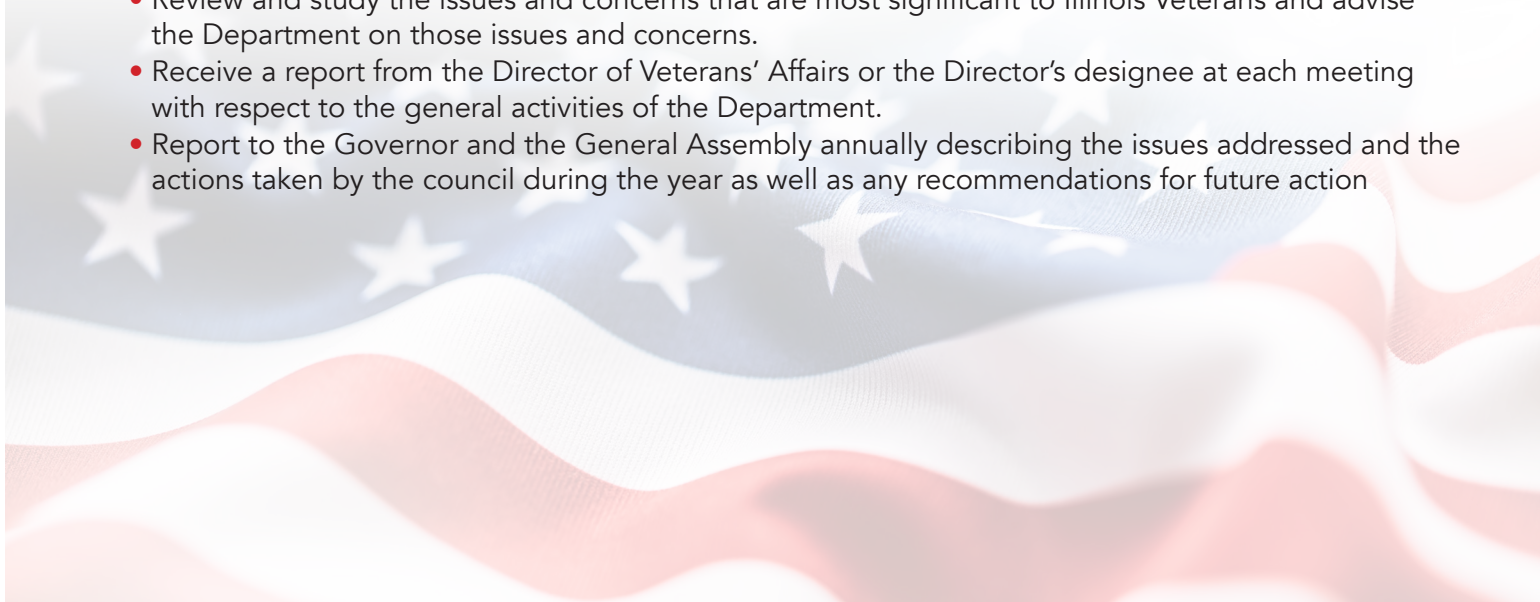 • Review and study the issues and concerns that are most significant to Illinois Veterans and advise
the Department on those issues and concerns.
• Receive a report from the Director of Veterans’ Affairs or the Director’s designee at each meeting
with respect to the general activities of the Department.
• Report to the Governor and the General Assembly annually describing the issues addressed and the
actions taken by the council during the year as well as any recommendations for future action